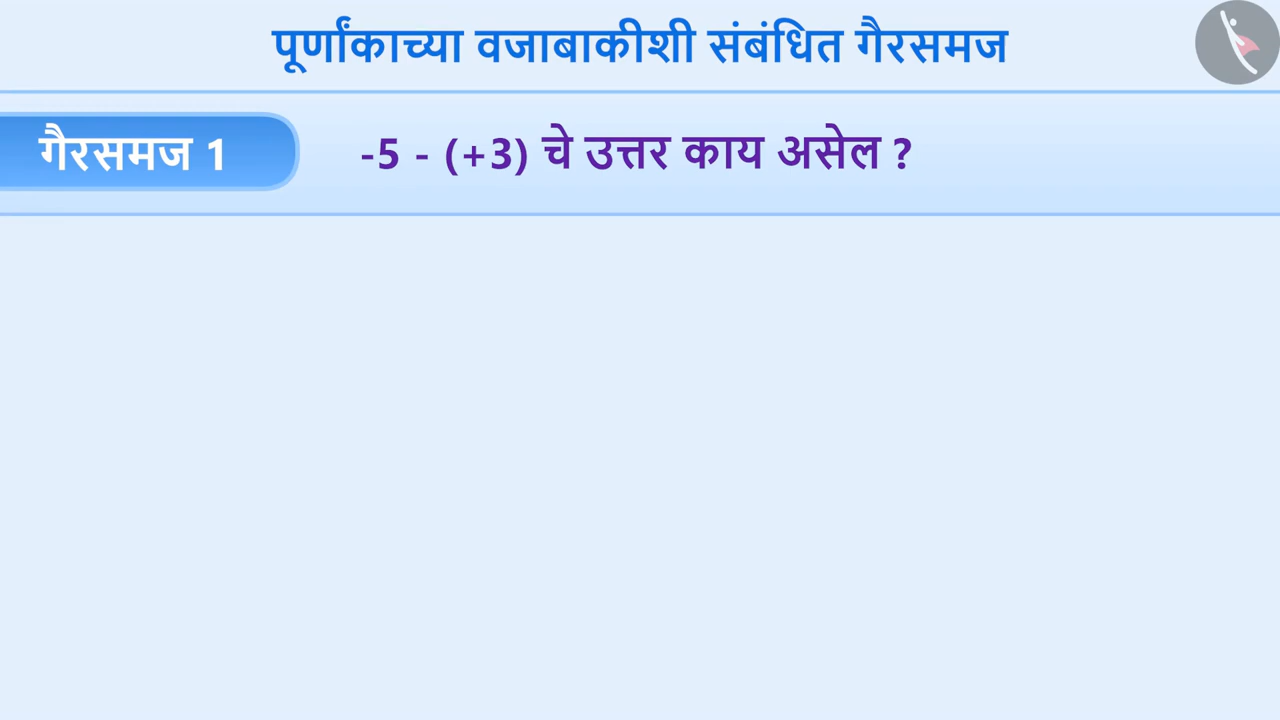 पूर्णांकाच्या वजाबाकीशी संबंधित गैरसमज
गैरसमज 1
-5 - (+3) चे उत्तर काय असेल ?